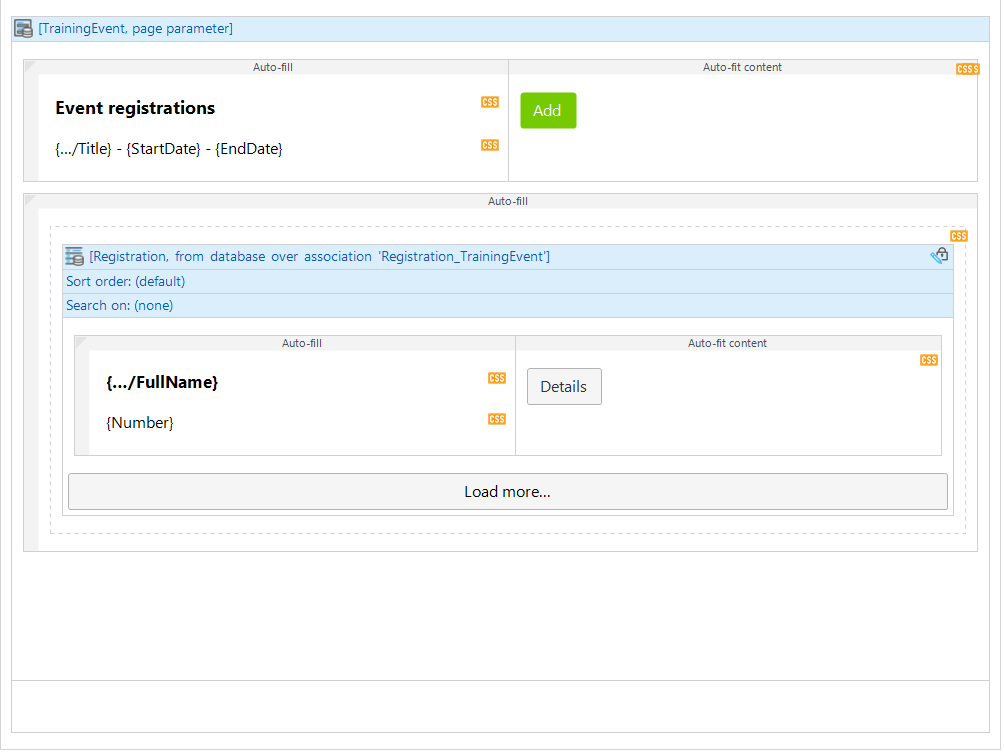 [TrainingEvent, page parameter]
Auto-fill
Auto-fit content
CSSS
Event registrations
CSS
Add
{.../Title} - {StartDate} - {EndDate}
CSS
Auto-fill
CSS
[Registration, from database over association 'Registration_TrainingEvent']
Sort order: (default)
Search on: (none)
Auto-fill
Auto-fit content
CSS
{.../FullName}
CSS
Details
{Number}
CSS
Load more...